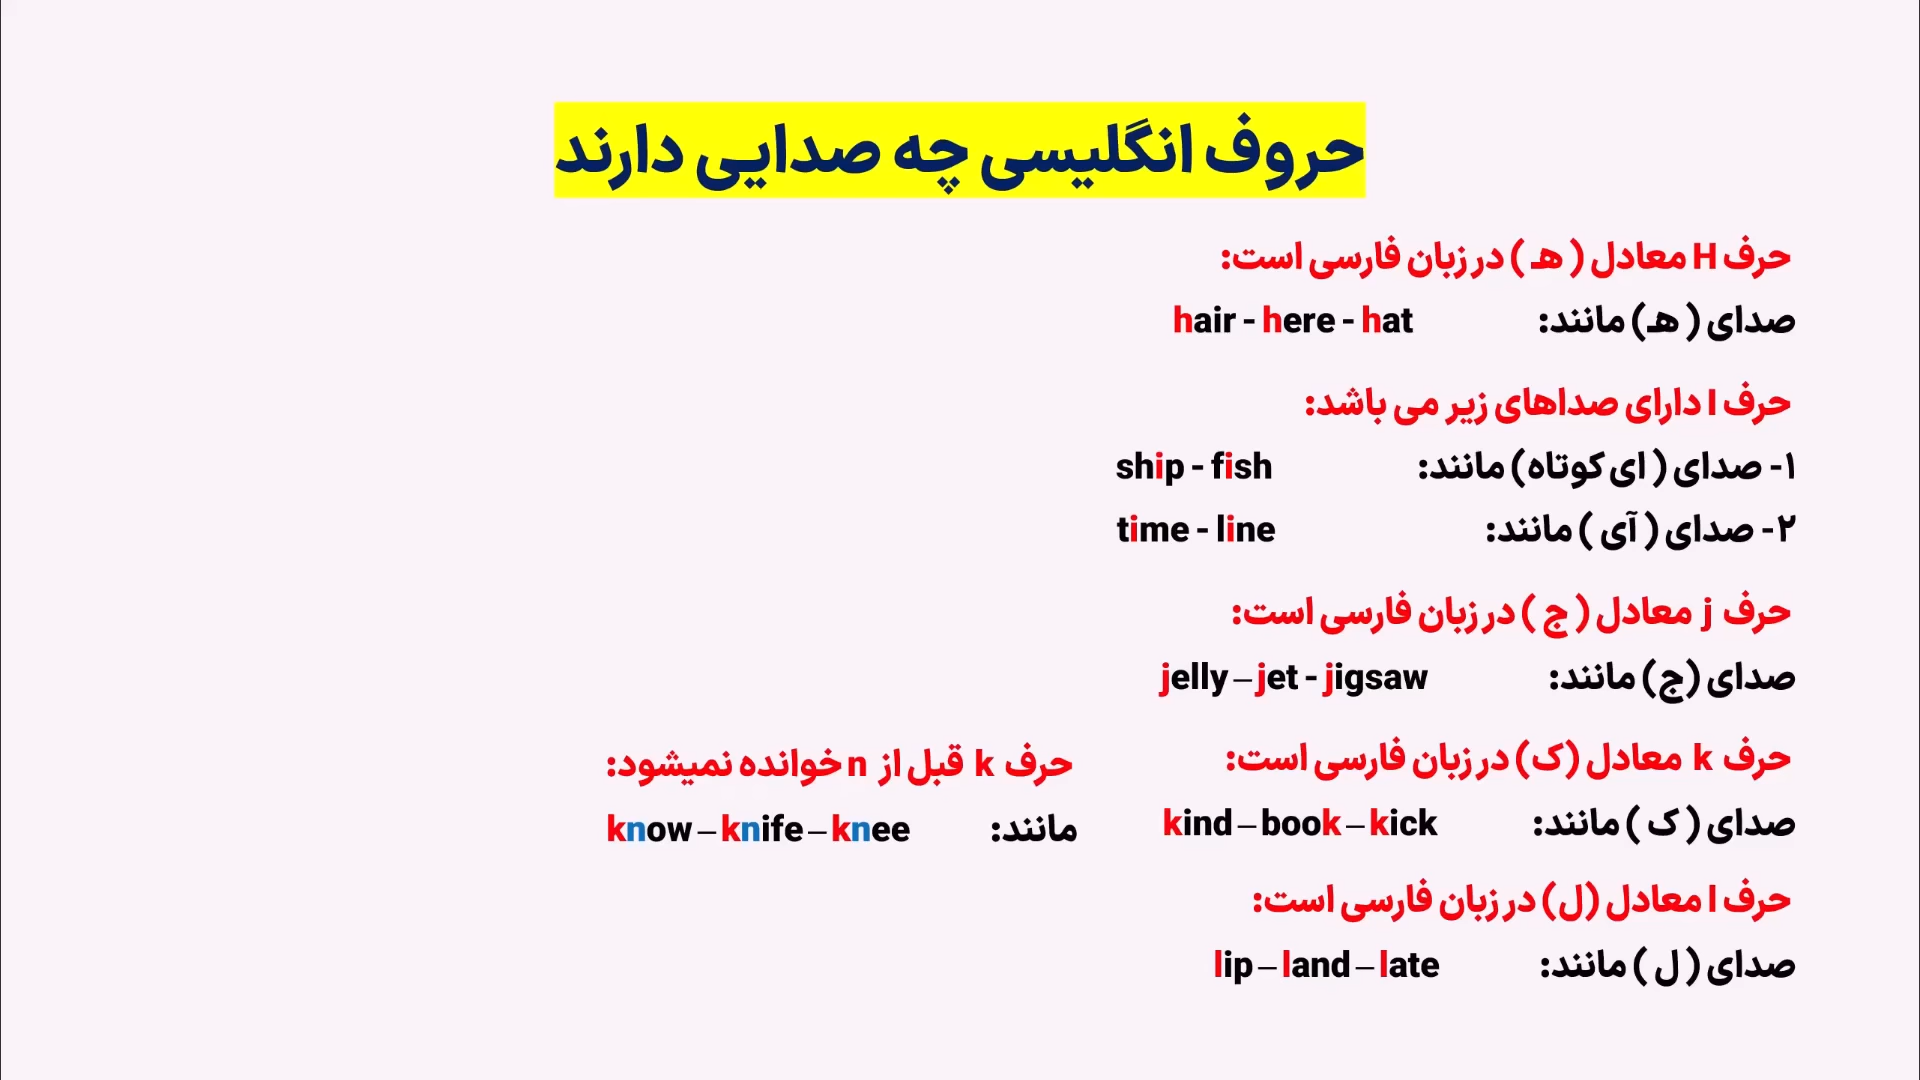 حروف انگلیسی چه صدایی دارند
حرف H معادل ( هـ ) در زبان فارسی است:
صدای ( هـ) مانند: hair - here - hat
حرف I دارای صداهای زیر می باشد:
۱- صدای ( ای کوتاه) مانند: ship - fish
۲- صدای ( آی ) مانند: time - line
حرف j معادل ( ج ) در زبان فارسی است:
صدای (ج) مانند: jelly – jet - jigsaw
حرف k معادل (ک) در زبان فارسی است:
صدای ( ک ) مانند: kind – book – kick
حرف k قبل از n خوانده نمیشود:
مانند: know – knife – knee
حرف l معادل (ل) در زبان فارسی است:
صدای ( ل ) مانند: lip – land – late